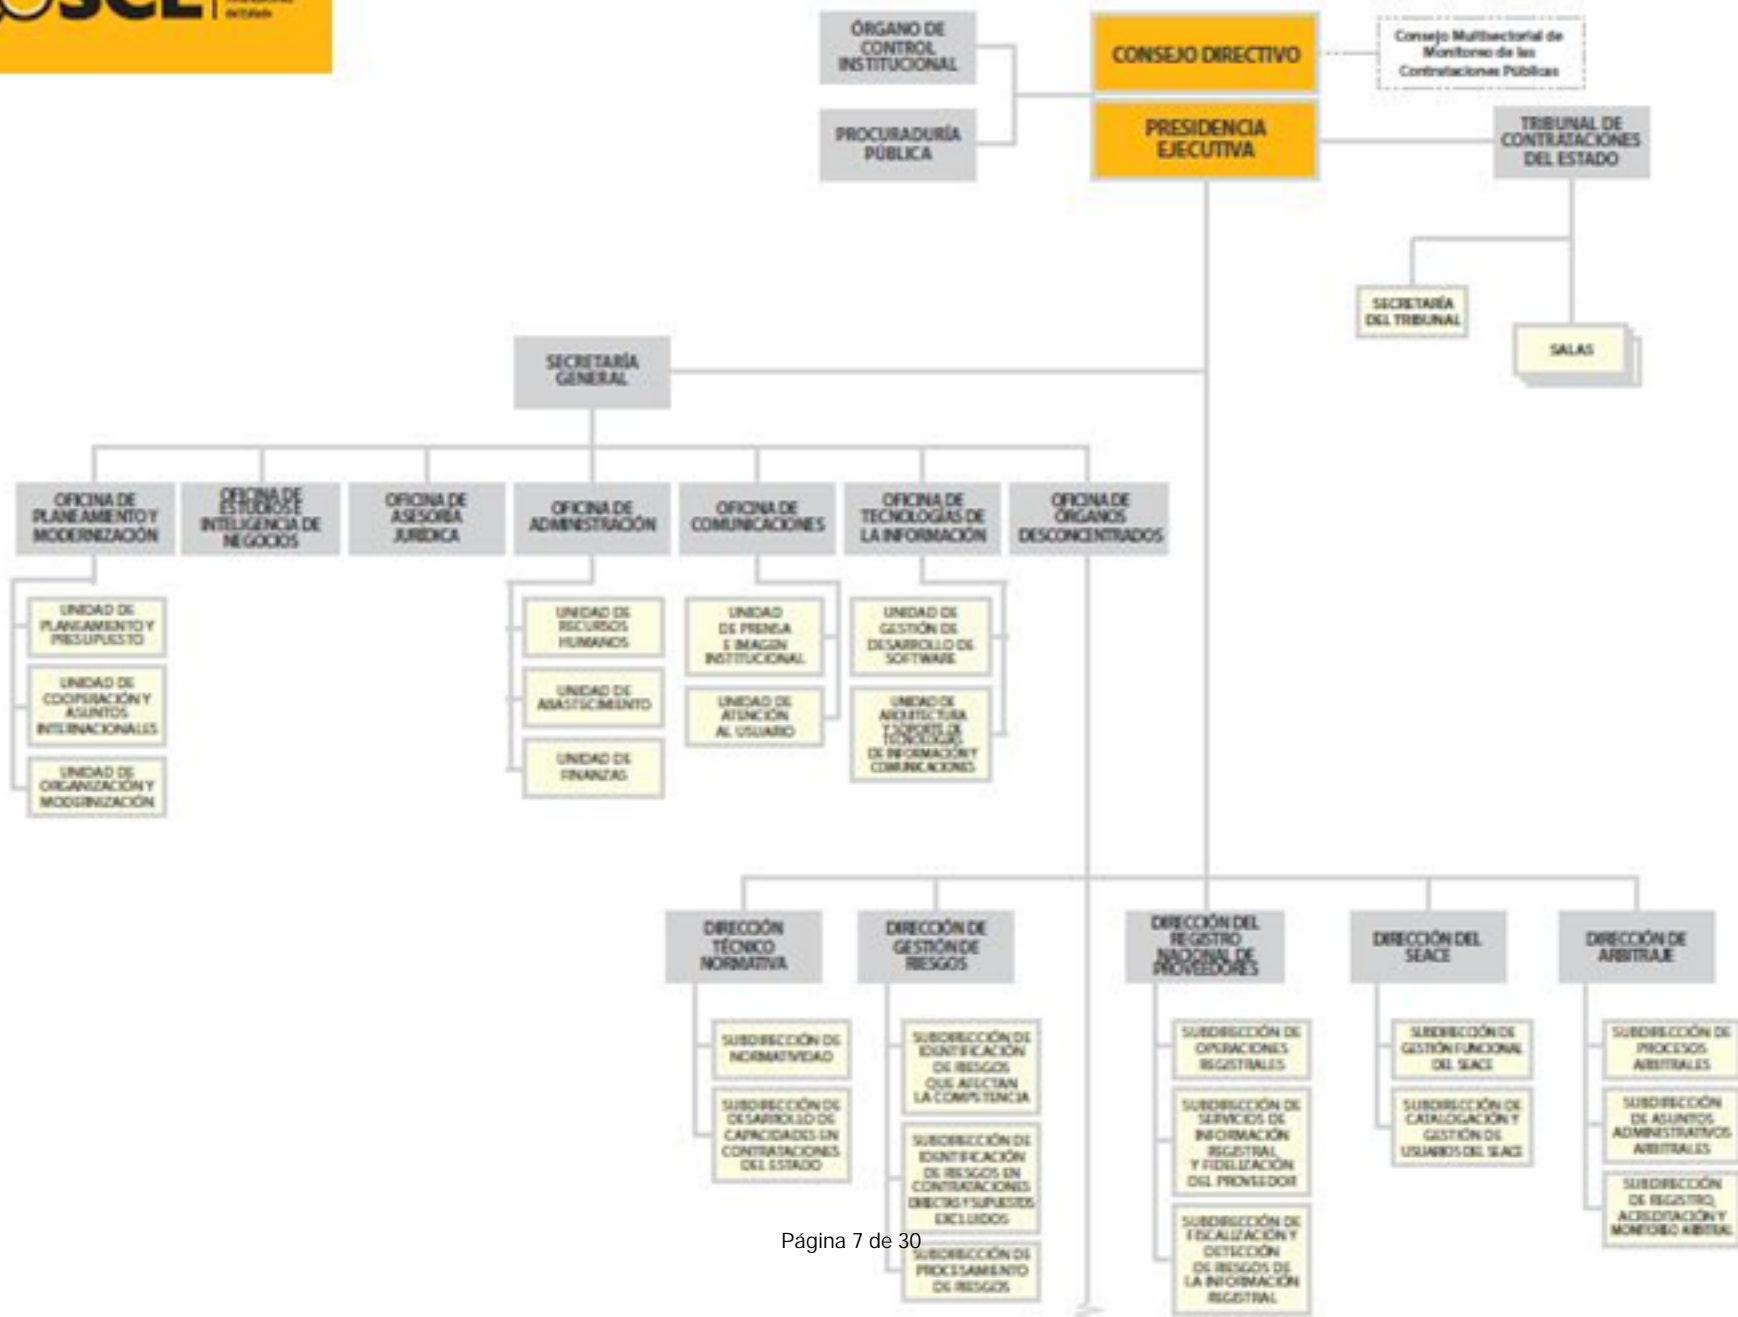 SCE
del Estado
ÓRGANO DE
CONTROL
INSTITUCIONAL
CONSEJO DIRECTIVO
Consejo Multisectorial de
Monitoreo de las
Contrataciones Públicas
PROCURADURÍA
PÚBLICA
PRESIDENCIA
EJECUTIVA
TRIBUNAL DE
CONTRATACIONES
DEL ESTADO
SECRETARÍA
DEL TRIBUNAL
SALAS
SECRETARÍA
GENERAL
OFICINA DE
PLANEAMIENTO Y
MODERNIZACIÓN
OFICINA DE
ESTUDIOS E
INTELIGENCIA DE
NEGOCIOS
OFICINA DE
ASESORÍA
JURÍDICA
OFICINA DE
ADMINISTRACIÓN
OFICINA DE
COMUNICACIONES
OFICINA DE
TECNOLOGÍAS DE
LA INFORMACIÓN
OFICINA DE
ÓRGANOS
DESCONCENTRADOS
UNIDAD DE
PLANEAMIENTO Y
PRESUPUESTO
UNIDAD DE
COOPERACIÓN Y
ASUNTOS
INTERNACIONALES
UNIDAD DE
ORGANIZACIÓN Y
MODERNIZACIÓN
UNIDAD DE
RECURSOS
HUMANOS
UNIDAD DE
ABASTECIMIENTO
UNIDAD DE
FINANZAS
UNIDAD
DE PRENSA
E IMAGEN
INSTITUCIONAL
UNIDAD DE
ATENCIÓN
AL USUARIO
UNIDAD DE
GESTIÓN DE
DESARROLLO DE
SOFTWARE
UNIDAD DE
ARQUITECTURA
Y SOPORTE DE
TECNOLOGÍAS
DE INFORMACIÓN Y
COMUNICACIONES
DIRECCIÓN
TÉCNICO
NORMATIVA
DIRECCIÓN DE
GESTIÓN DE
RIESGOS
DIRECCIÓN DEL
REGISTRO
NACIONAL DE
PROVEEDORES
DIRECCIÓN DEL
SEACE
DIRECCIÓN DE
ARBITRAJE
SUBDIRECCIÓN DE
NORMATIVIDAD
SUBDIRECCIÓN DE
DESARROLLO DE
CAPACIDADES EN
CONTRATACIONES
DEL ESTADO
SUBDIRECCIÓN DE
IDENTIFICACIÓN
DE RIESGOS
QUE AFECTAN
LA COMPETENCIA
SUBDIRECCIÓN DE
IDENTIFICACIÓN
DE RIESGOS EN
CONTRATACIONES
DIRECTAS Y SUPUESTOS
EXCLUIDOS
SUBDIRECCIÓN DE
PROCESAMIENTO
DE RIESGOS
SUBDIRECCIÓN DE
OPERACIONES
REGISTRALES
SUBDIRECCIÓN DE
SERVICIOS DE
INFORMACIÓN
REGISTRAL
Y FIDELIZACIÓN
DEL PROVEEDOR
SUBDIRECCIÓN DE
FISCALIZACIÓN Y
DETECCIÓN
DE RIESGOS DE
LA INFORMACIÓN
REGISTRAL
SUBDIRECCIÓN DE
GESTIÓN FUNCIONAL
DEL SEACE
SUBDIRECCIÓN DE
CATALOGACIÓN Y
GESTIÓN DE
USUARIOS DEL SEACE
SUBDIRECCIÓN DE
PROCESOS
ARBITRALES
SUBDIRECCIÓN
DE ASUNTOS
ADMINISTRATIVOS
ARBITRALES
SUBDIRECCIÓN
DE REGISTRO,
ACREDITACIÓN Y
MONITOREO ARBITRAL
Página 7 de 30